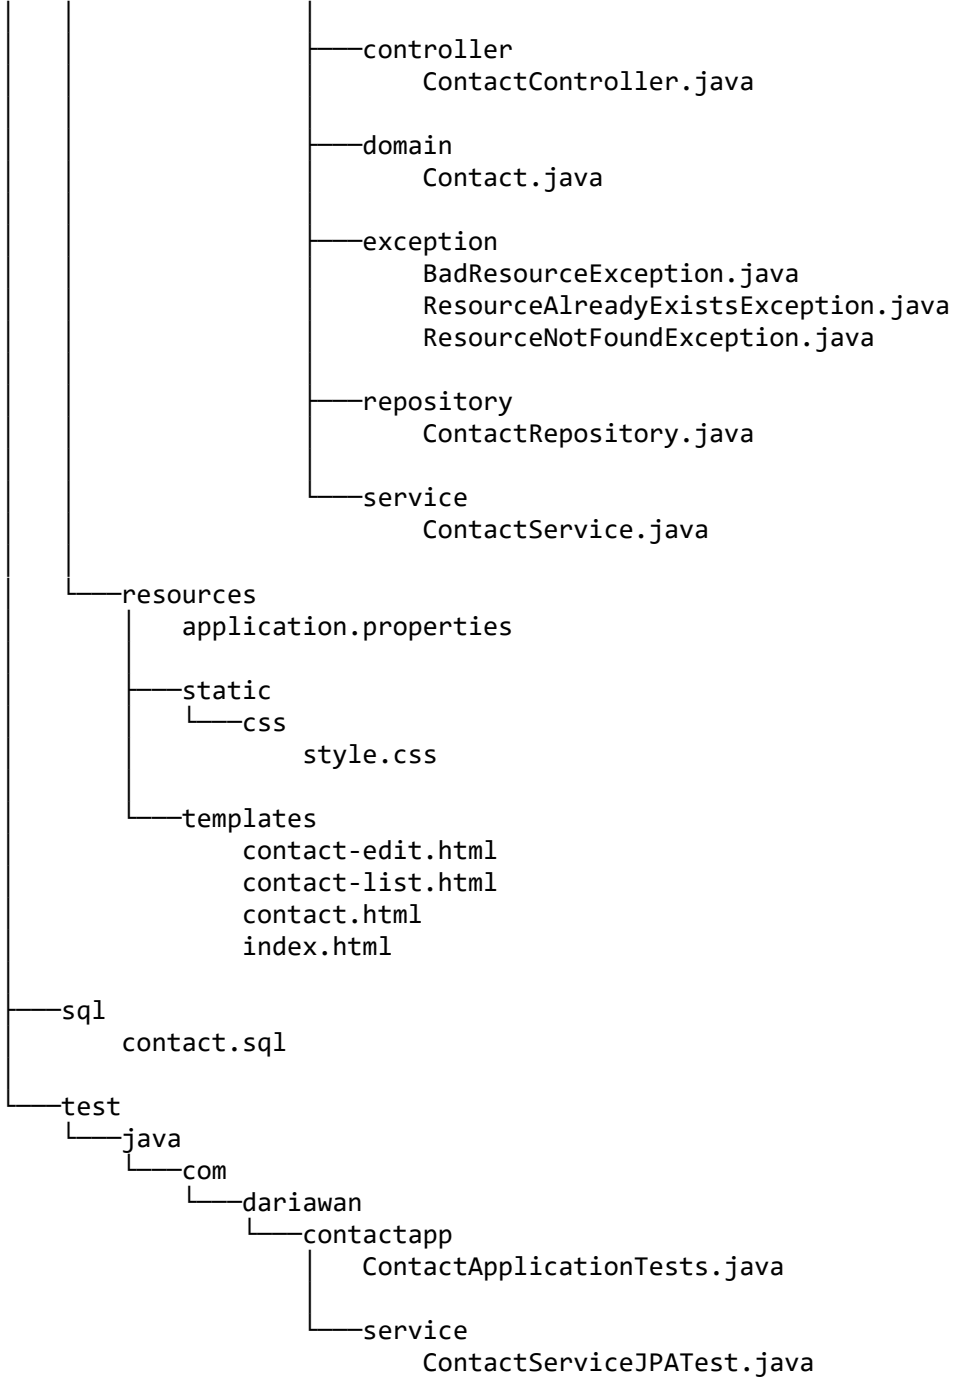 controller
ContactController.java
domain
Contact.java
exception
BadResourceException.java
ResourceAlreadyExistsException.java
ResourceNotFoundException.java
repository
ContactRepository.java
service
ContactService.java
resources
application.properties
static
css
style.css
templates
contact-edit.html
contact-list.html
contact.html
index.html
sql
contact.sql
test
java
com
dariawan
contactapp
ContactApplicationTests.java
service
ContactServiceJPATest.java